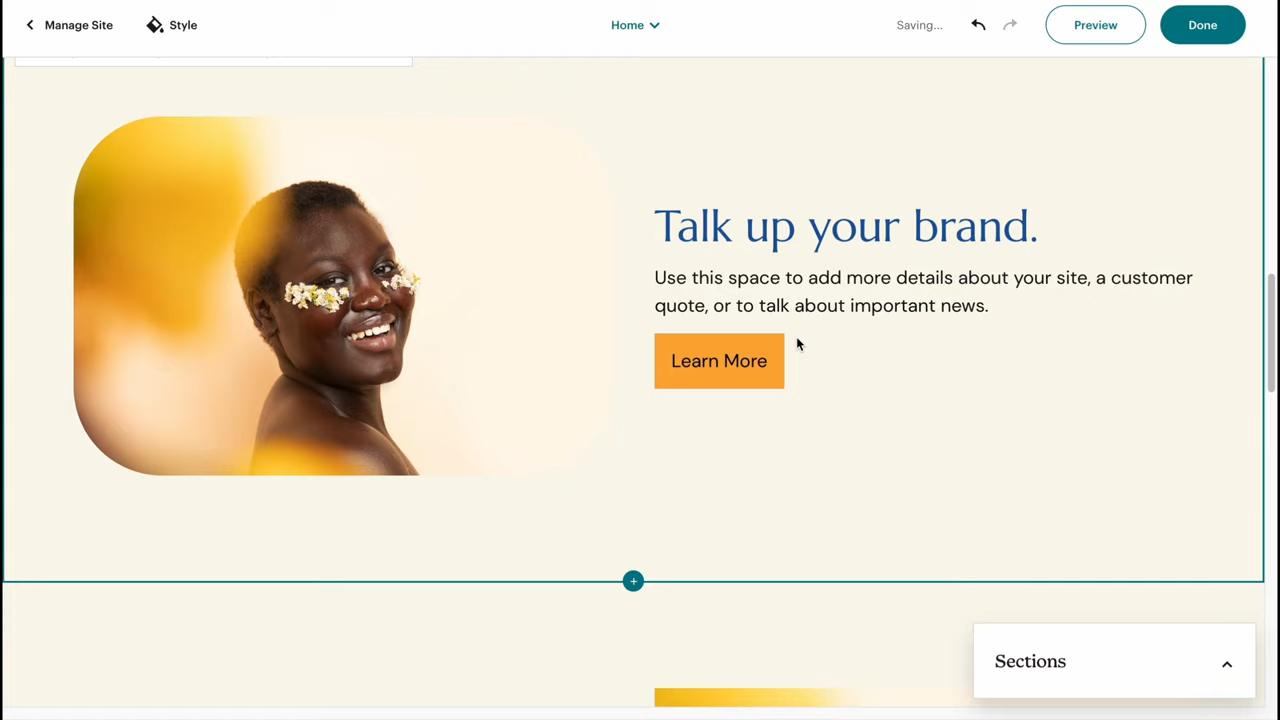 Manage Site
Style
Home
Saving...
Preview
Done
Talk up your brand.
Use this space to add more details about your site, a customer
quote, or to talk about important news.
Learn More
Sections